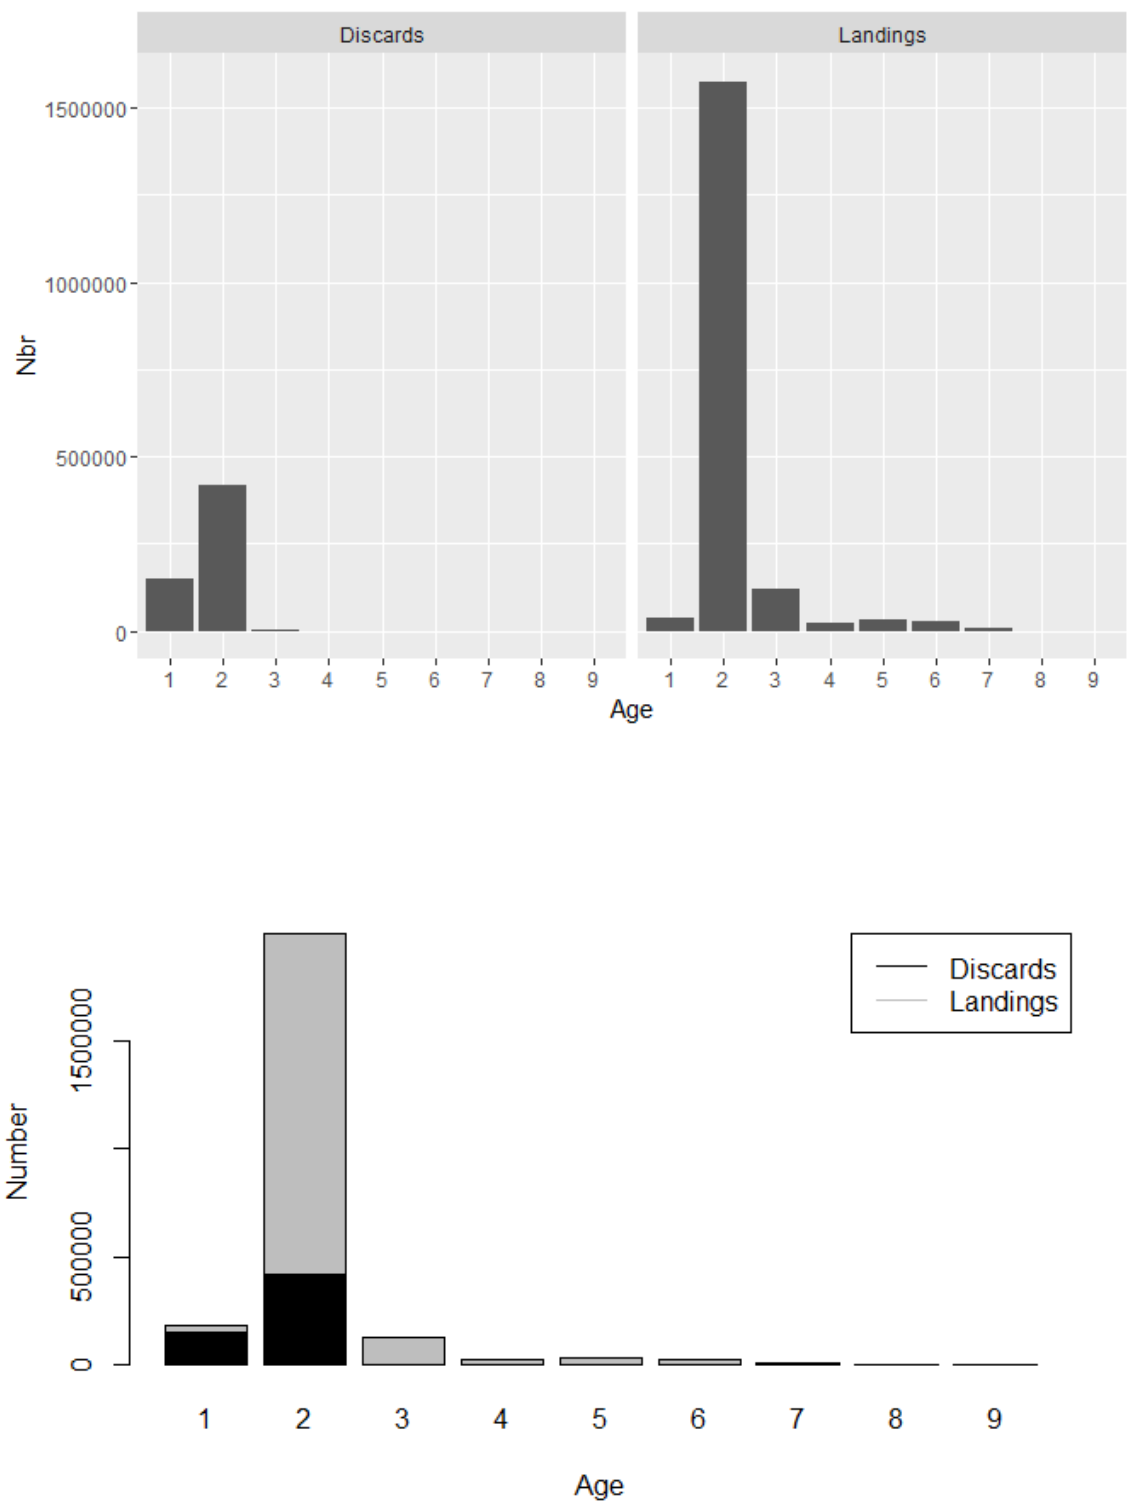 Discards Landings
1500000
1000000
500000
0
Nbr
1 2 3 4 5 6 7 8 9 1 2 3 4 5 6 7 8 9
Age
Discards
Landings
1500000
500000
0
Number
1 2 3 4 5 6 7 8 9
Age